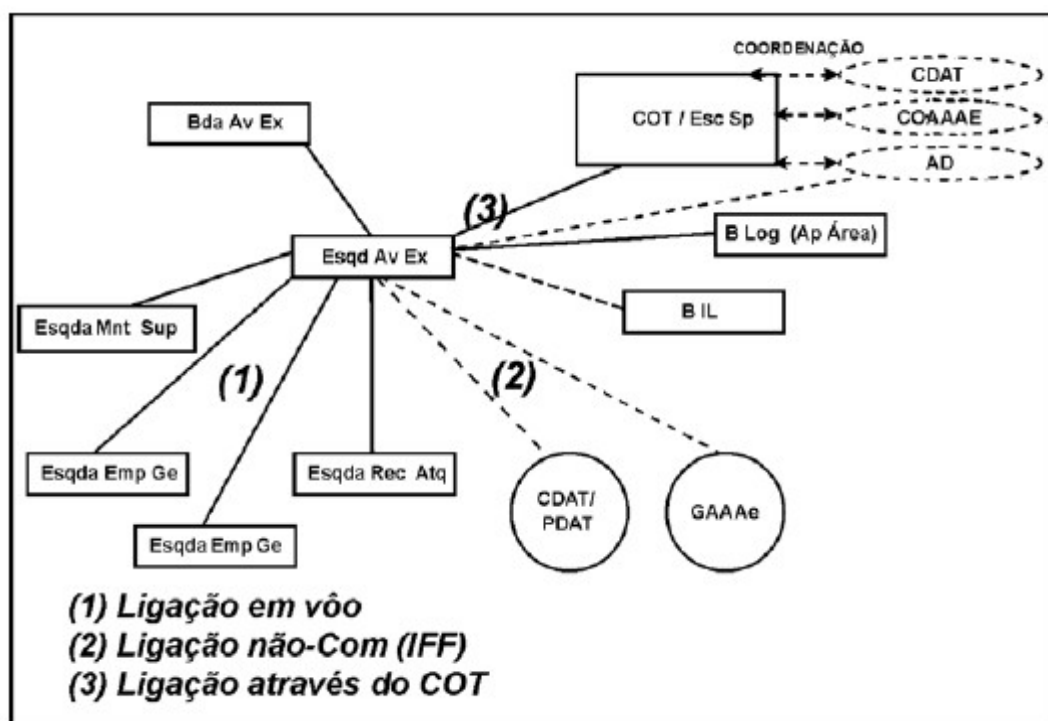 COORDENAÇÃO
CDAT
COT / Esc Sp
COAAAE
AD
Bda Av Ex
(3)
Esqd Av Ex
B Log (Ap Área)
B IL
Esqda Mnt Sup
(1)
(2)
Esqda Emp Ge
Esqda Rec Atq
CDAT/
PDAT
GAAAe
Esqda Emp Ge
(1) Ligação em vôo
(2) Ligação não-Com (IFF)
(3) Ligação através do COT